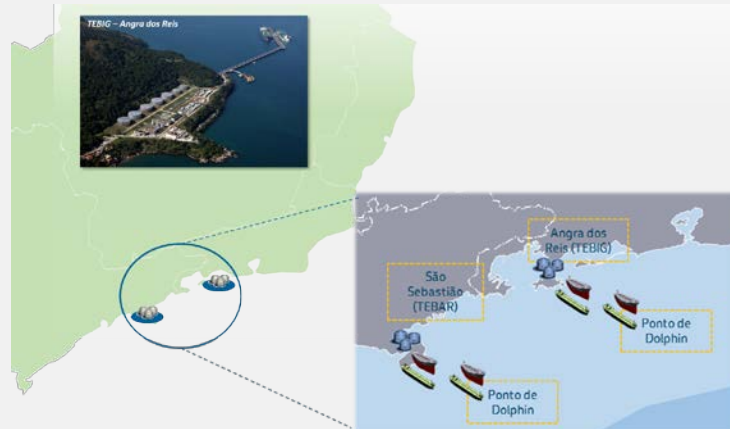 TEBIG – Angra dos Reis
Angra dos
Reis (TEBIG)
São
Sebastião
(TEBAR)
Ponto de
Dolphin
Ponto de
Dolphin